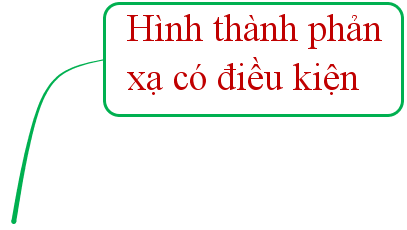 Hình thành phản
xạ có điều kiện